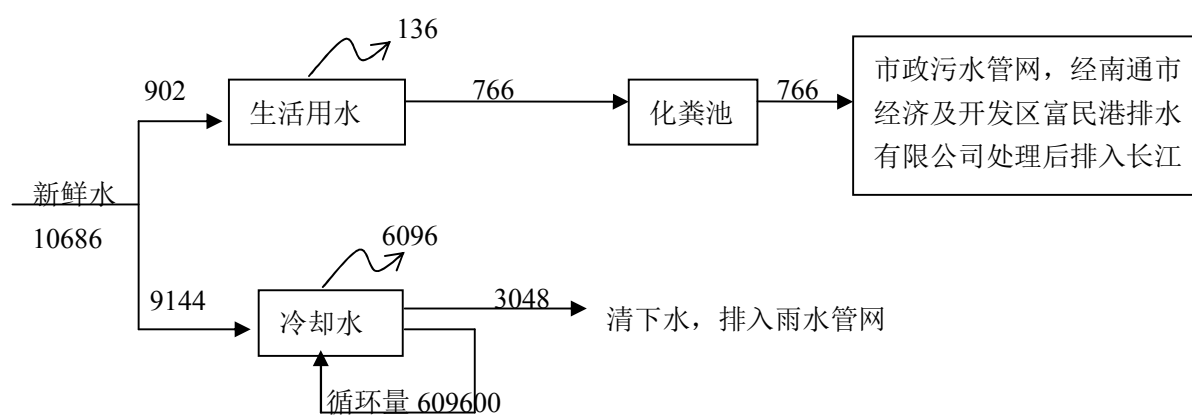 136
902
生活用水
766
化粪池
766
市政污水管网，经南通市
经济及开发区富民港排水
有限公司处理后排入长江
新鲜水
10686
6096
9144
冷却水
3048
清下水，排入雨水管网
循环量 609600